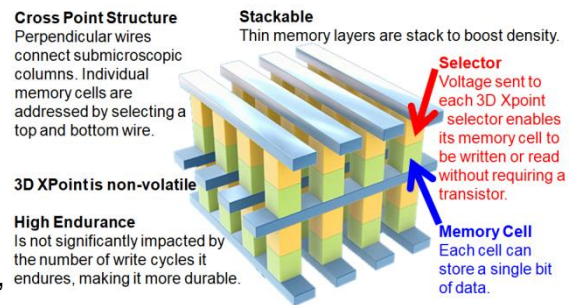 Cross Point Structure
Perpendicular wires
connect submicroscopic
columns. Individual
memory cells are
addressed by selecting a
top and bottom wire.
3D XPoint is non-volatile
High Endurance
Is not significantly impacted by
the number of write cycles it
endures, making it more durable.
,
Stackable
Thin memory layers are stack to boost density.
Selector
Voltage sent to
each 3D Xpoint
selector enables
its memory cell to
be written or read
without requiring a
transistor.
Memory Cell
Each cell can
store a single bit
of data.